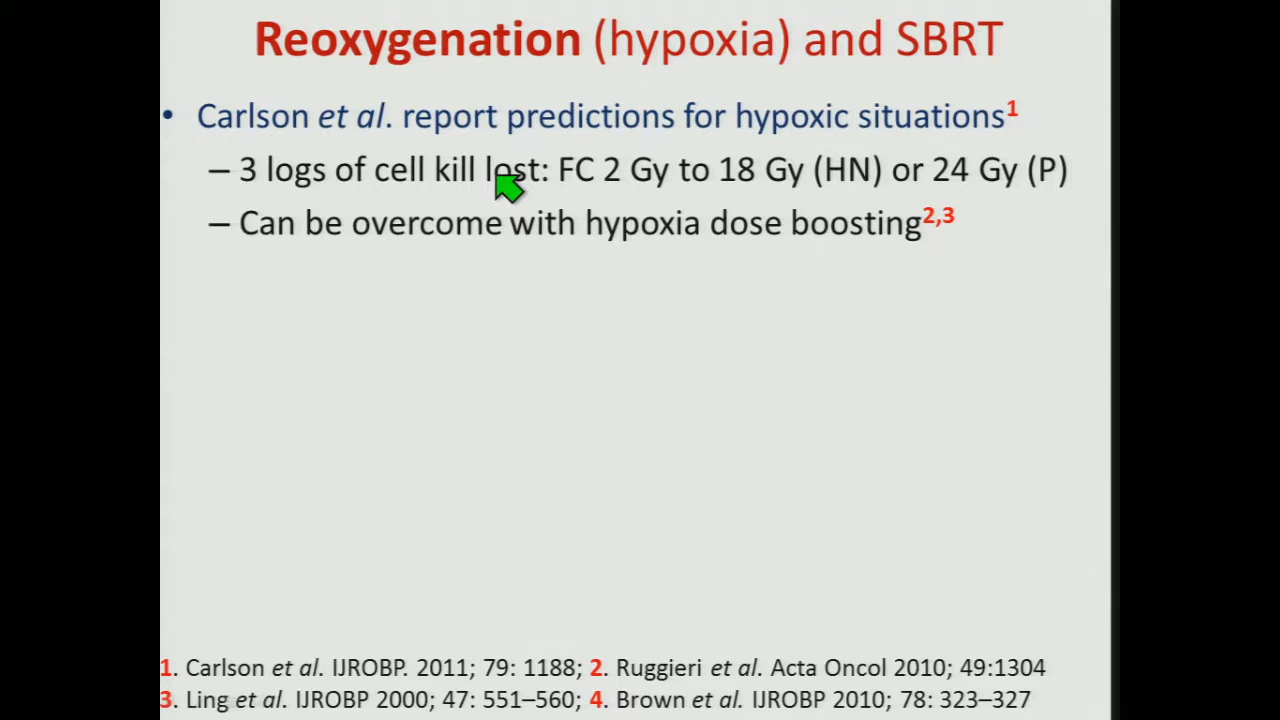 Reoxygenation (hypoxia) and SBRT
• Carlson et al. report predictions for hypoxic situations1
– 3 logs of cell kill lost: FC 2 Gy to 18 Gy (HN) or 24 Gy (P)
– Can be overcome with hypoxia dose boosting2,3
1. Carlson et al. IJROBP. 2011; 79: 1188; 2. Ruggieri et al. Acta Oncol 2010; 49:1304
3. Ling et al. IJROBP 2000; 47: 551–560; 4. Brown et al. IJROBP 2010; 78: 323–327